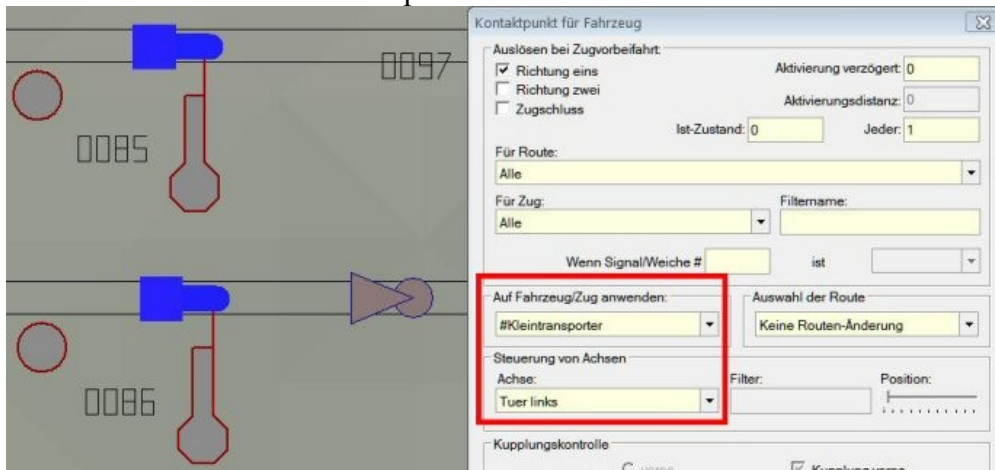 Kontaktpunkt für Fahrzeug
Auslösen bei Zugvorbeifahrt:
Richtung eins
Richtung zwei
Zugschluss
Aktivierung verzögert: 0
Aktivierungsdistanz: 0
Ist-Zustand: 0 Jeder: 1
Für Route:
Alle
Für Zug: Filtername:
Alle
Wenn Signal/Weiche # ist
Auf Fahrzeug/Zug anwenden: Auswahl der Route
#Kleintransporter Keine Routen-Änderung
Steuerung von Achsen
Achse: Filter: Position:
Tuer links
Kupplungskontrolle
Kupplung vorne
0097
0085
0086